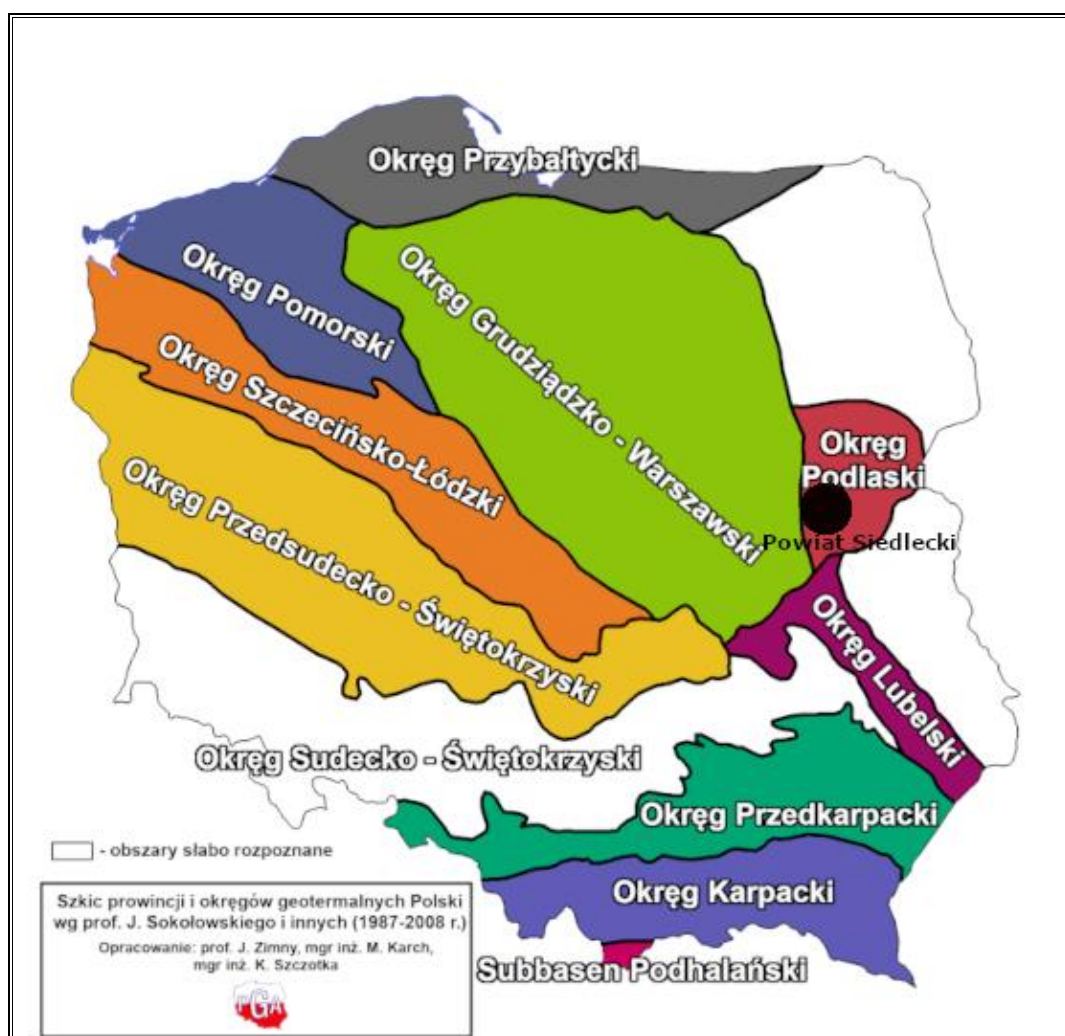 Okręg Przybałtycki
Okręg Pomorski
Okręg Grudziądzko - Warszawski
Okręg Szczecińsko-Łódzki
Okręg
Podlaski
Powiat Siedlecki
Okręg Przedsudecko - Świętokrzyski
Okręg Lubelski
Okręg Sudecko - Świętokrzyski
Okręg Przedkarpacki
- obszary słabo rozpoznane
Okręg Karpacki
Subbasen Podhalański
Szkic prowincji i okręgów geotermalnych Polski
wg prof. J. Sokołowskiego i innych (1987-2008 r.)
Opracowanie: prof. J. Zimny, mgr inż. M. Karch,
mgr inż. K. Szczotka
PGA